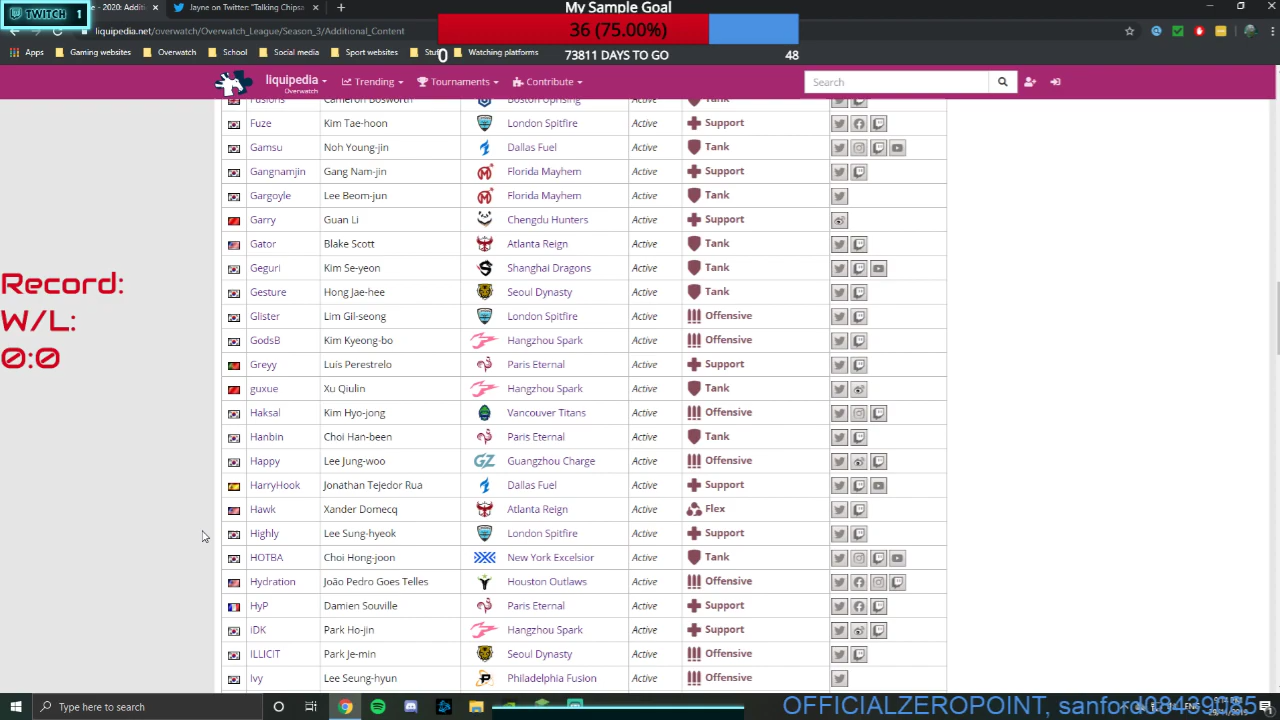 TWITCH 1
- 2020: Addi
Jayne on Twitter: "Talking Chipsa
My Sample Goal
36 (75.00%)
0 73811 DAYS TO GO 48
liquipedia.net/overwatch/Overwatch_League/Season_3/Additional_Content
Apps Gaming websites Overwatch School Social media Sport websites Watching platforms
liquipedia Overwatch Trending Tournaments Contribute Search
Fusions Cameron Bosworth Boston Uprising Active Tank
Fuze Kim Tae-hoon London Spitfire Active Support
Gamsu Noh Young-jin Dallas Fuel Active Tank
Gangnamjin Gang Nam-jin Florida Mayhem Active Support
Gargoyle Lee Beom-jun Florida Mayhem Active Tank
Garry Guan Li Chengdu Hunters Active Support
Gator Blake Scott Atlanta Reign Active Tank
Geguri Kim Se-yeon Shanghai Dragons Active Tank
Gesture Hong Jae-hee Seoul Dynasty Active Tank
Glister Lim Gil-seong London Spitfire Active Offensive
GodsB Kim Kyeong-bo Hangzhou Spark Active Offensive
Greyy Luís Perestrelo Paris Eternal Active Support
guxue Xu Qiulin Hangzhou Spark Active Tank
Haksal Kim Hyo-jong Vancouver Titans Active Offensive
Hanbin Choi Han-been Paris Eternal Active Tank
Happy Lee Jung-woo GZ Guangzhou Charge Active Offensive
HarryHook Jonathan Tejedor Rua Dallas Fuel Active Support
Hawk Xander Domecq Atlanta Reign Active Flex
Highly Lee Sung-hyeok London Spitfire Active Support
HOTBA Choi Hong-joon New York Excelsior Active Tank
Hydration João Pedro Goes Telles Houston Outlaws Active Offensive
HyP Damien Souville Paris Eternal Active Support
iDK Park Ho-jin Hangzhou Spark Active Support
ILLICIT Park Je-min Seoul Dynasty Active Offensive
Ivy Lee Seung-hyun Philadelphia Fusion Active Offensive
Record:
W/L:
0:0
Type here to search
OFFICIALZEROPOINT,